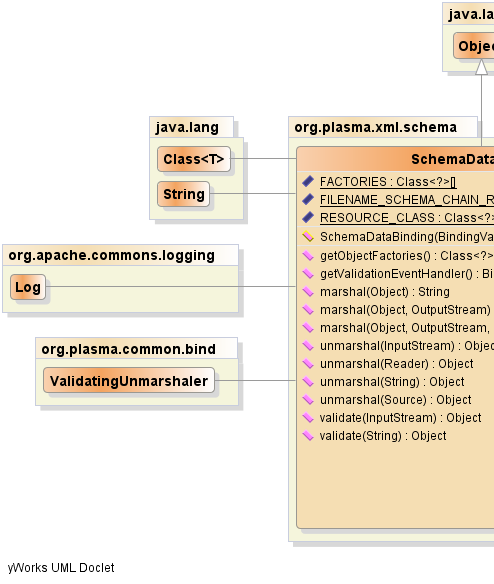 java.la
Objec
java.lang
Class<T>
String
org.apache.commons.logging
Log
org.plasma.common.bind
ValidatingUnmarshaler
org.plasma.xml.schema
SchemaData
FACTORIES : Class<?>[]
FILENAME_SCHEMA_CHAIN_R
RESOURCE_CLASS : Class<?>
SchemaDataBinding(BindingVa
getObjectFactories() : Class<?>
getValidationEventHandler() : Bi
marshal(Object) : String
marshal(Object, OutputStream)
marshal(Object, OutputStream,
unmarshal(InputStream) : Objec
unmarshal(Reader) : Object
unmarshal(String) : Object
unmarshal(Source) : Object
validate(InputStream) : Object
validate(String) : Object
yWorks UML Doclet